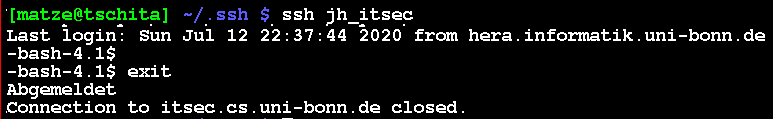 [matze@tschita] ~/.ssh $ ssh jh_itsec
Last login: Sun Jul 12 22:37:44 2020 from hera.informatik.uni-bonn.de
-bash-4.1$
-bash-4.1$ exit
Abgemeldet
Connection to itsec.cs.uni-bonn.de closed.